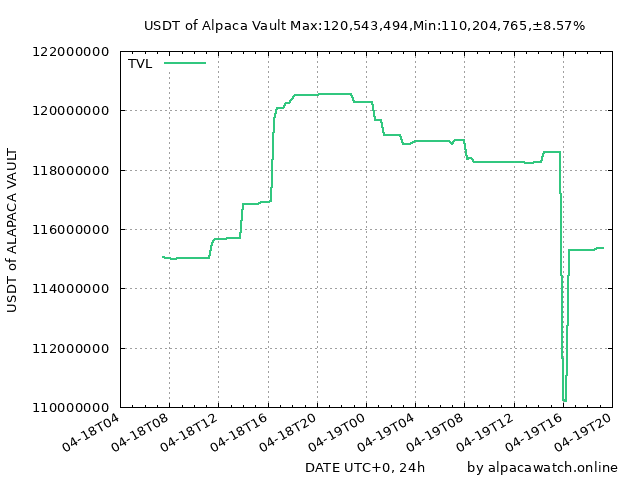 USDT of Alpaca Vault Max:120,543,494,Min:110,204,765,±8.57%
122000000
TVL
120000000
118000000
116000000
114000000
112000000
110000000
USDT of ALAPACA VAULT
04-18T04
04-18T08
04-18T12
04-18T16
04-18T20
04-19T00
04-19T04
04-19T08
04-19T12
04-19T16
04-19T20
DATE UTC+0, 24h
by alpacawatch.online